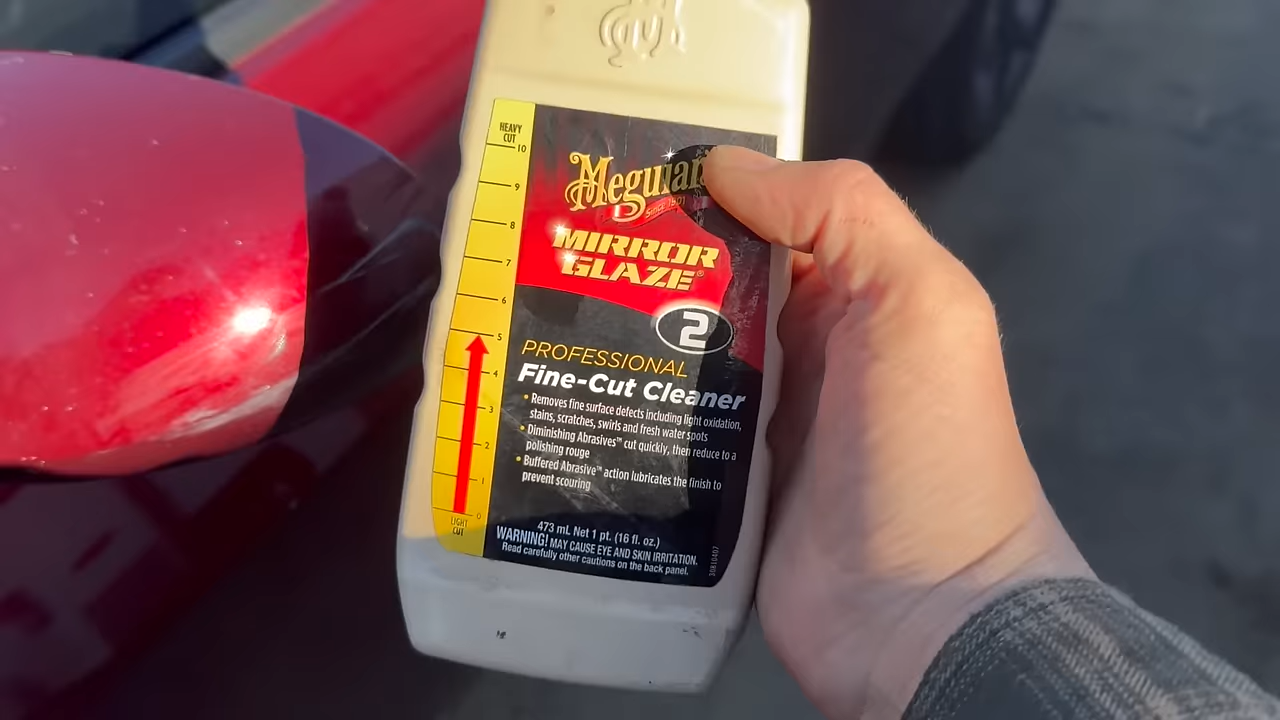 HEAVY
CUT
10
9
8
7
6
5
4
3
2
1
0
LIGHT
CUT
Meguiar
Since 1901
MIRROR
GLAZE®
2
PROFESSIONAL
Fine-Cut Cleaner
• Removes fine surface defects including light oxidation,
stains, scratches, swirls and fresh water spots
• Diminishing Abrasives™ cut quickly, then reduce to a
polishing rouge
• Buffered Abrasive™ action lubricates the finish to
prevent scouring
473 mL Net 1 pt. (16 fl. oz.)
WARNING! MAY CAUSE EYE AND SKIN IRRITATION.
Read carefully other cautions on the back panel.